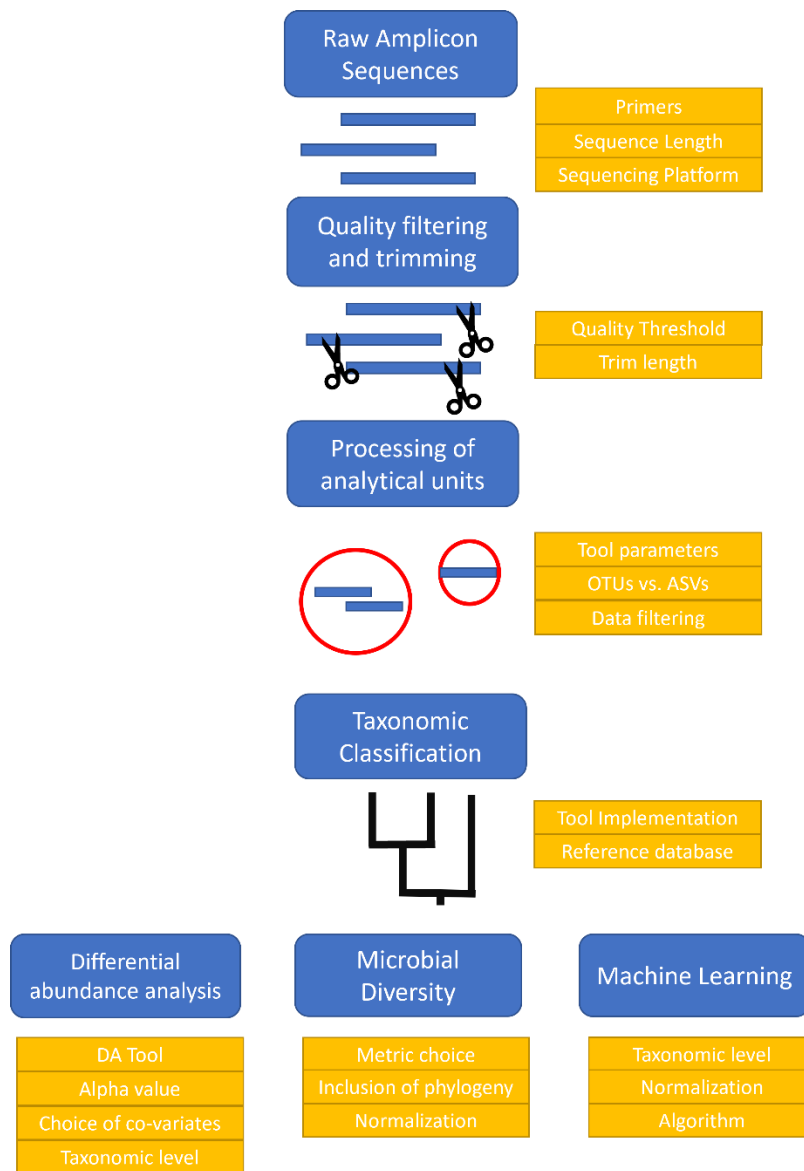 Raw Amplicon
Sequences
Primers
Sequence Length
Sequencing Platform
Quality filtering
and trimming
Quality Threshold
Trim length
Processing of
analytical units
Tool parameters
OTUs vs. ASVs
Data filtering
Taxonomic
Classification
Tool Implementation
Reference database
Differential
abundance analysis
DA Tool
Alpha value
Choice of co-variates
Taxonomic level
Microbial
Diversity
Metric choice
Inclusion of phylogeny
Normalization
Machine Learning
Taxonomic level
Normalization
Algorithm